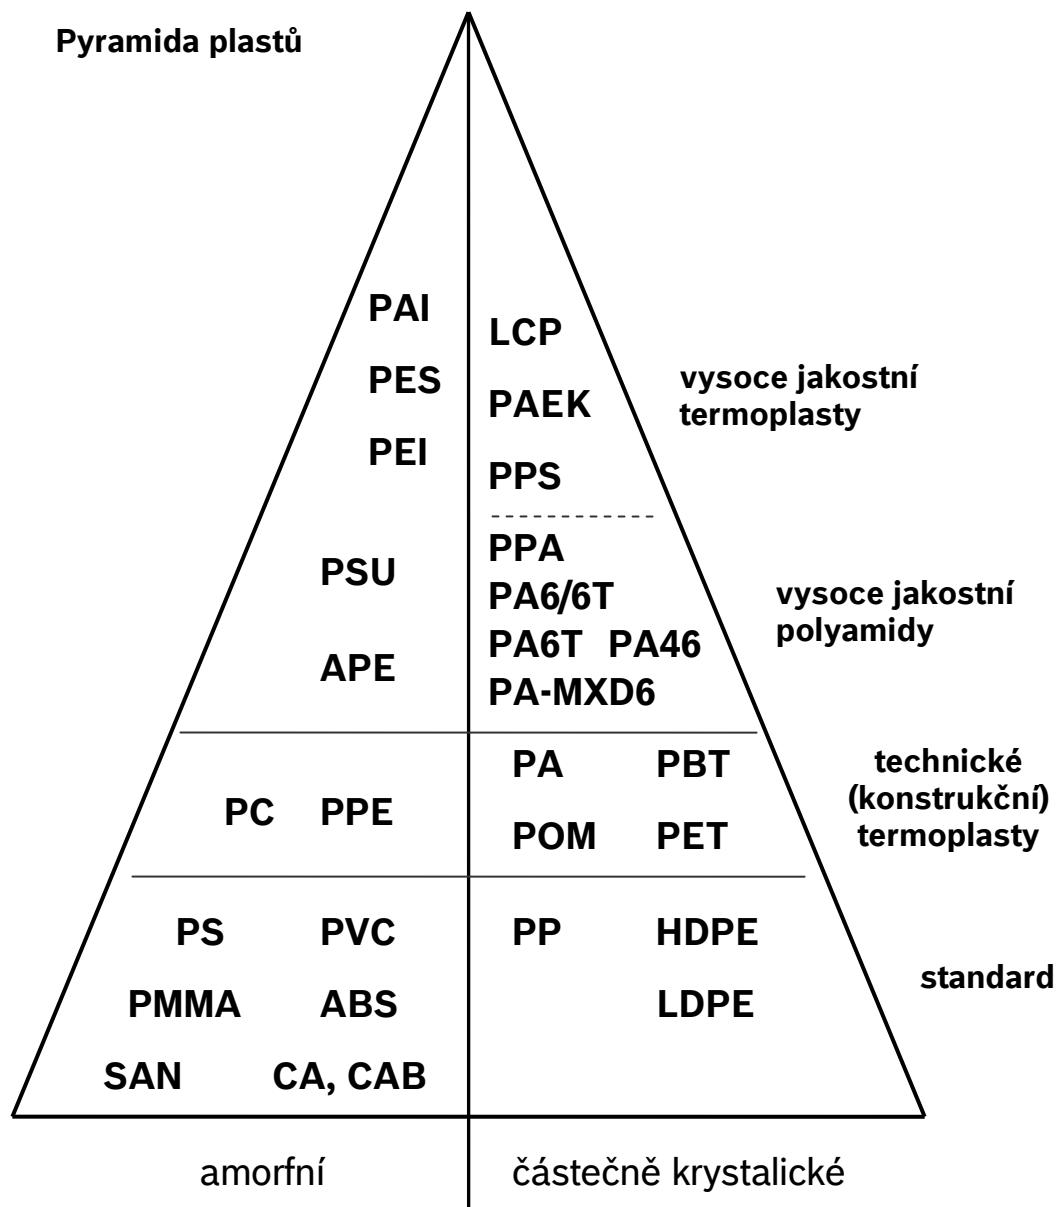 Pyramida plastů
PAI
LCP
PES
PAEK
vysoce jakostní
termoplasty
PEI
PPS
PSU
PPA
PA6/6T
vysoce jakostní
polyamidy
APE
PA6T PA46
PA-MXD6
PC PPE
PA PBT
POM PET
technické
(konstrukční)
termoplasty
PS PVC PP HDPE
standard
PMMA ABS LDPE
SAN CA, CAB
amorfní částečně krystalické